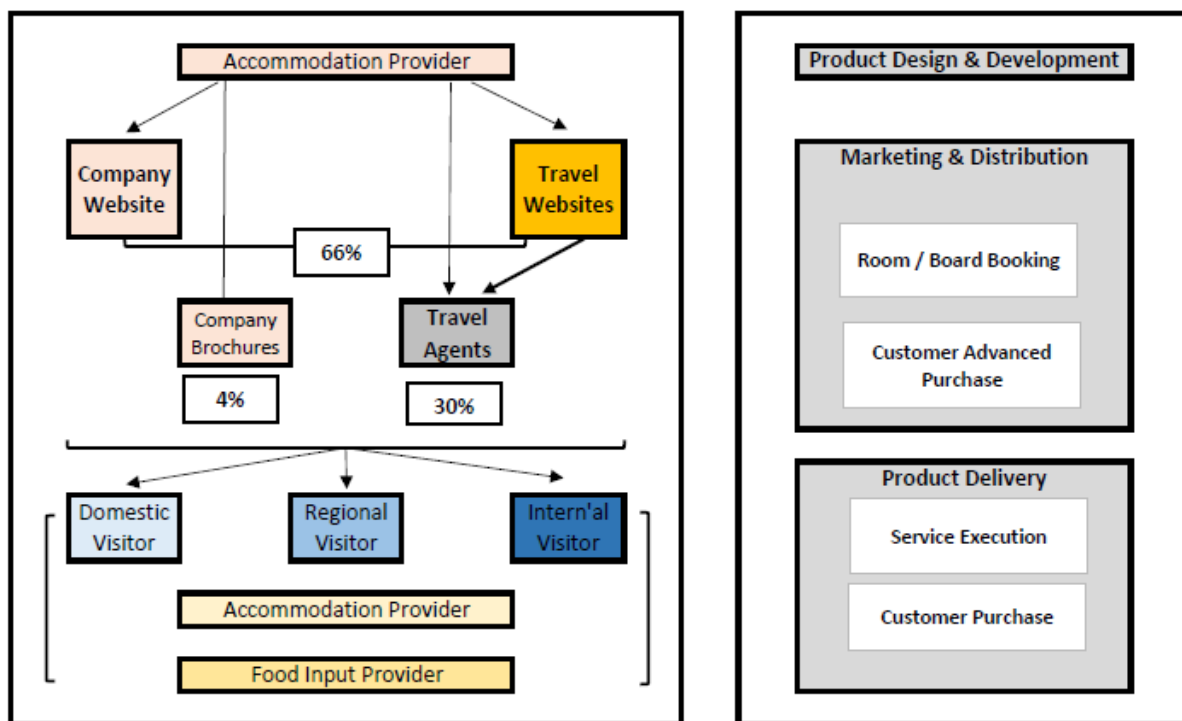 Accommodation Provider
Company
Website
Travel
Websites
66%
Company
Brochures
Travel
Agents
4%
30%
Domestic
Visitor
Regional
Visitor
Intern'al
Visitor
Accommodation Provider
Food Input Provider
Product Design & Development
Marketing & Distribution
Room / Board Booking
Customer Advanced
Purchase
Product Delivery
Service Execution
Customer Purchase